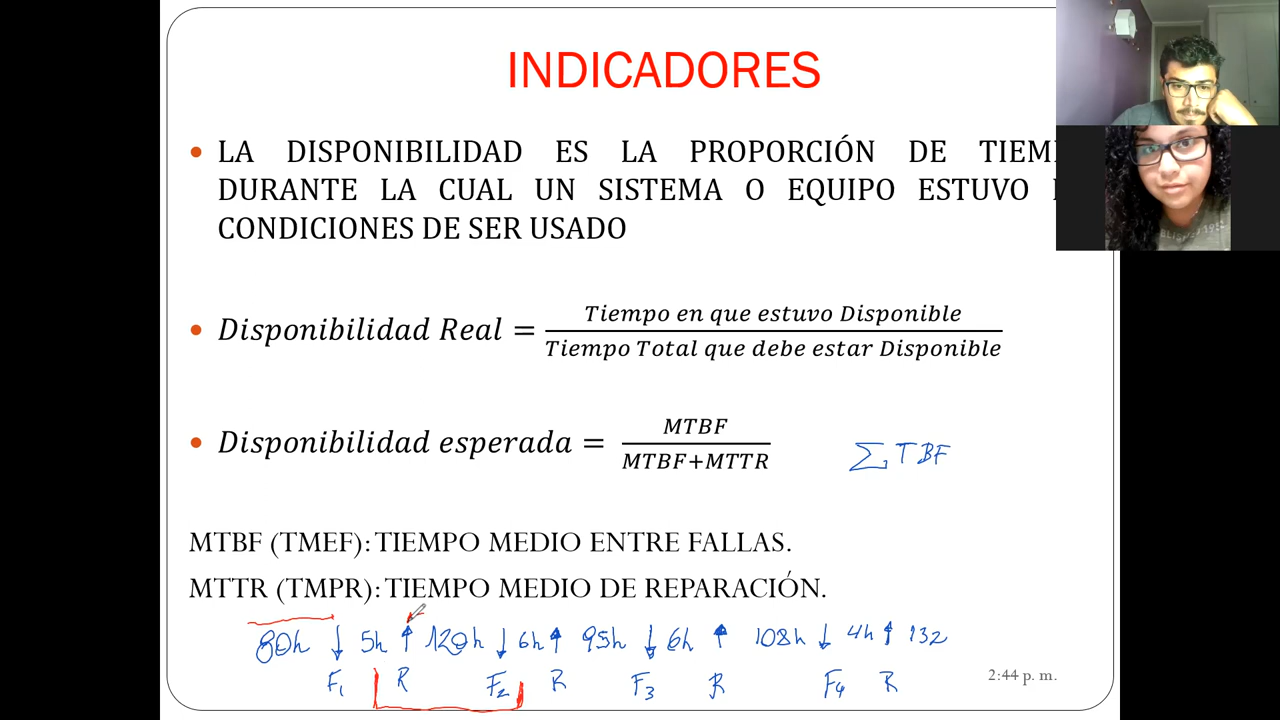 INDICADORES
• LA DISPONIBILIDAD ES LA PROPORCIÓN DE TIEM
DURANTE LA CUAL UN SISTEMA O EQUIPO ESTUVO
CONDICIONES DE SER USADO
• Disponibilidad Real = Tiempo en que estuvo Disponible / Tiempo Total que debe estar Disponible
• Disponibilidad esperada = MTBF / MTBF+MTTR
∑ TBF
MTBF (TMEF): TIEMPO MEDIO ENTRE FALLAS.
MTTR (TMPR): TIEMPO MEDIO DE REPARACIÓN.
80h ↓ 5h ↑ 120h ↓ 6h ↑ 95h ↓ 6h ↑ 108h ↓ 4h ↑ 132
F1 R F2 R F3 R F4 R
2:44 p. m.